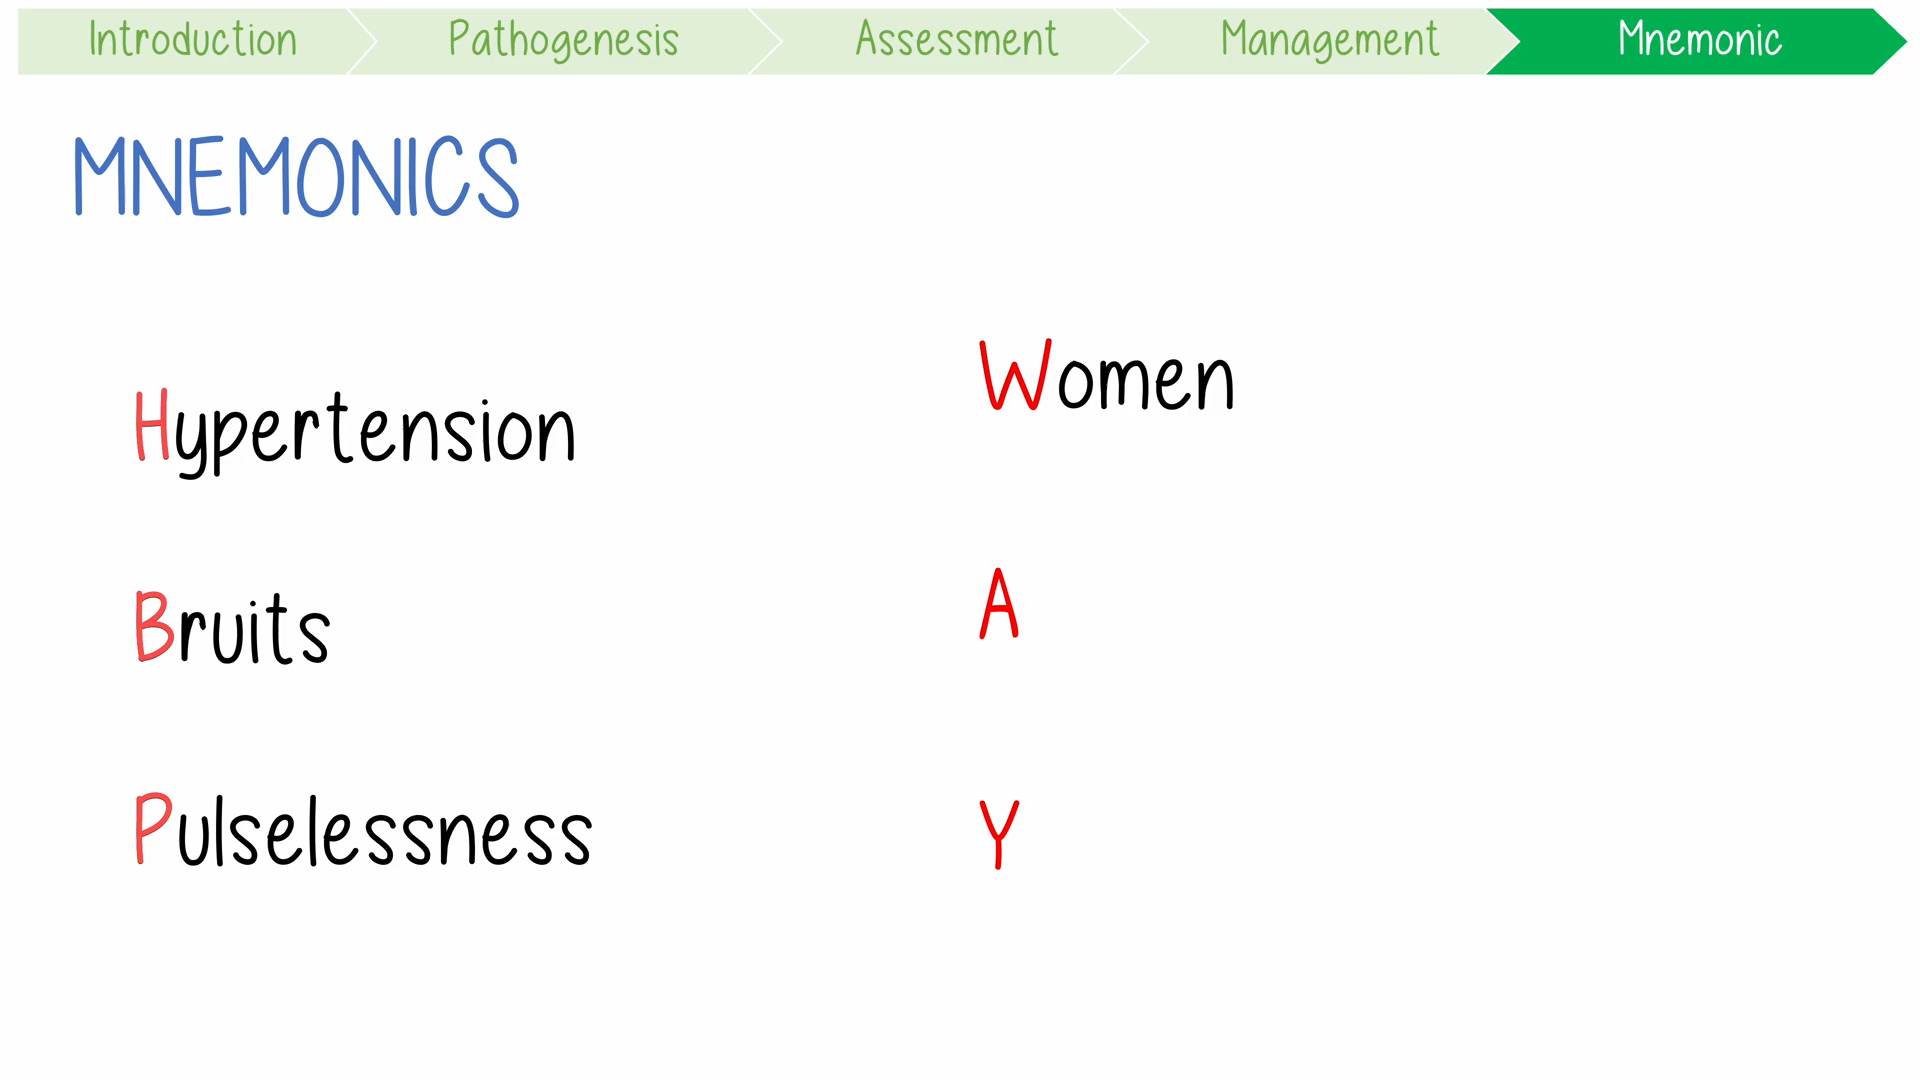 Introduction
Pathogenesis
Assessment
Management
Mnemonic
MNEMONICS
Hypertension
Bruits
Pulselessness
Women
A
Y